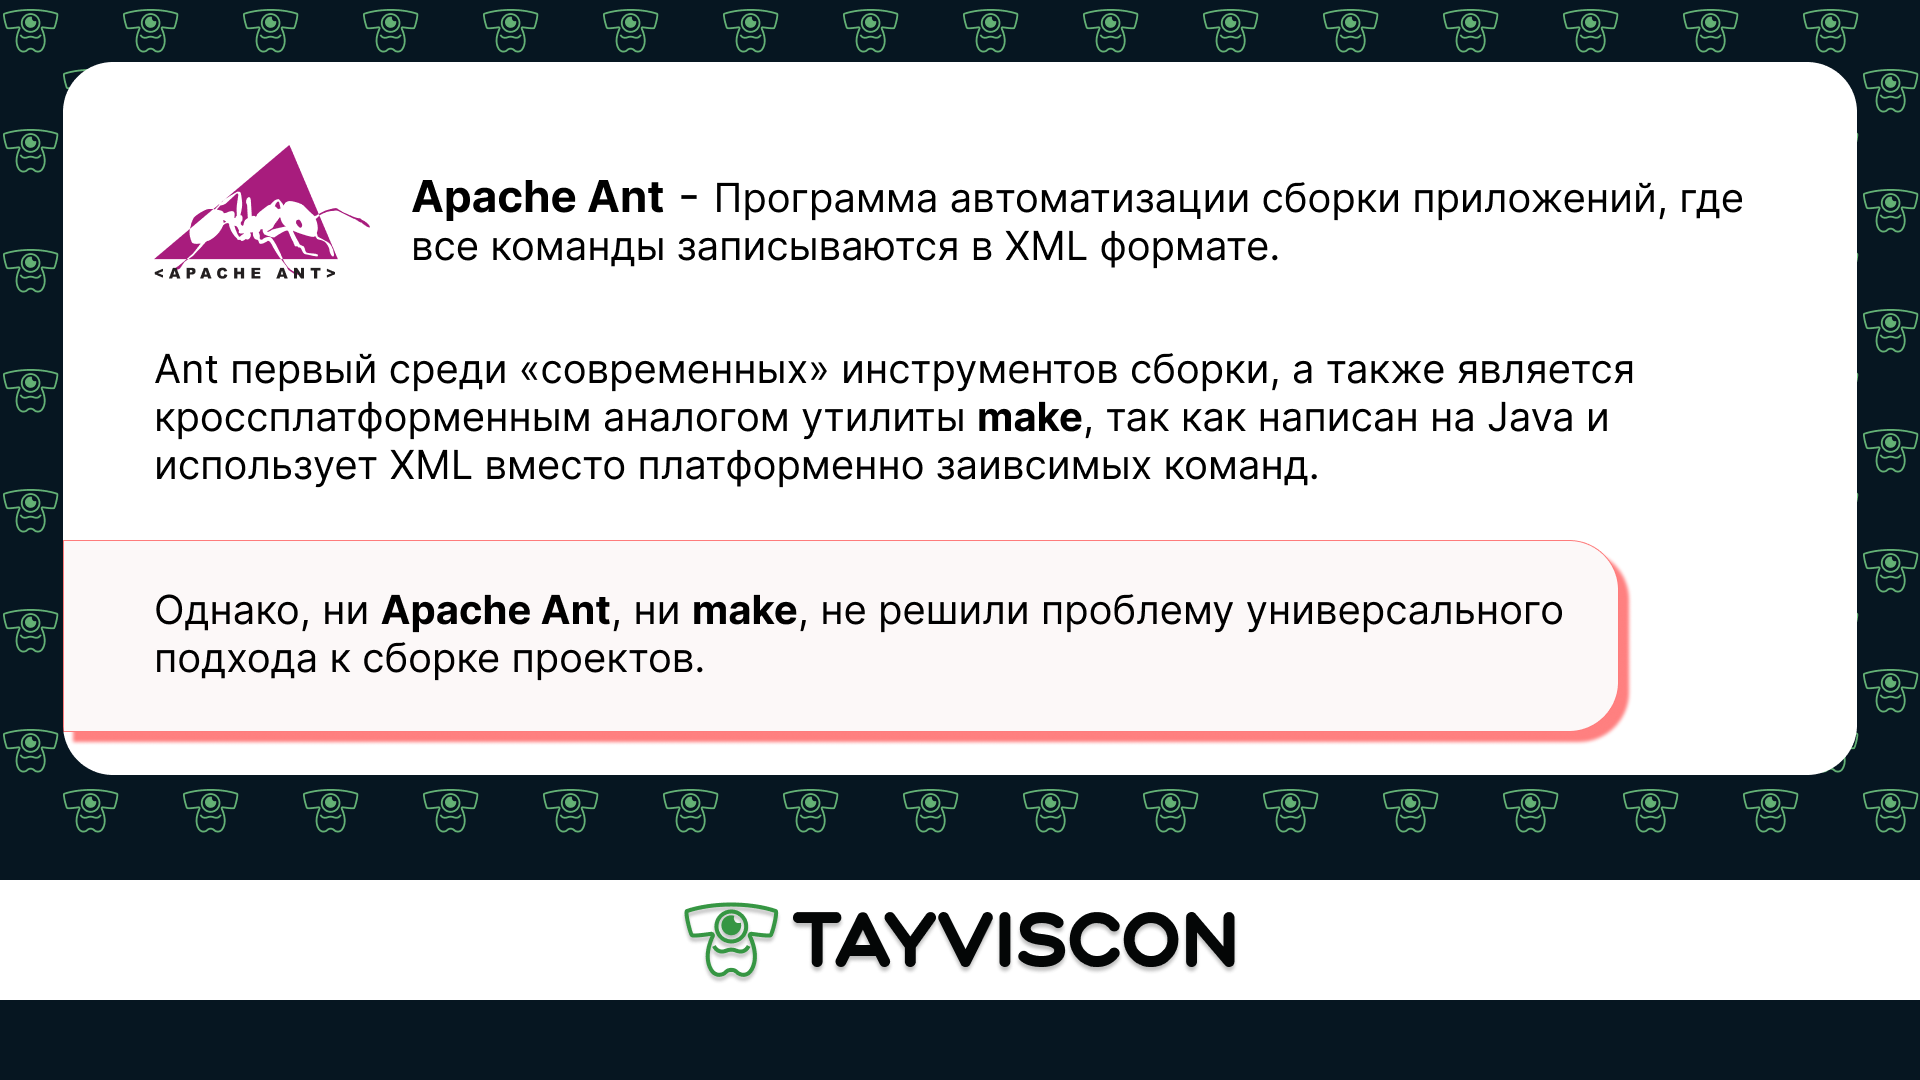 <APACHE ANT>
Apache Ant - Программа автоматизации сборки приложений, где
все команды записываются в XML формате.
Ant первый среди «современных» инструментов сборки, а также является
кроссплатформенным аналогом утилиты make, так как написан на Java и
использует XML вместо платформенно заивсимых команд.
Однако, ни Apache Ant, ни make, не решили проблему универсального
подхода к сборке проектов.
TAYVISCON